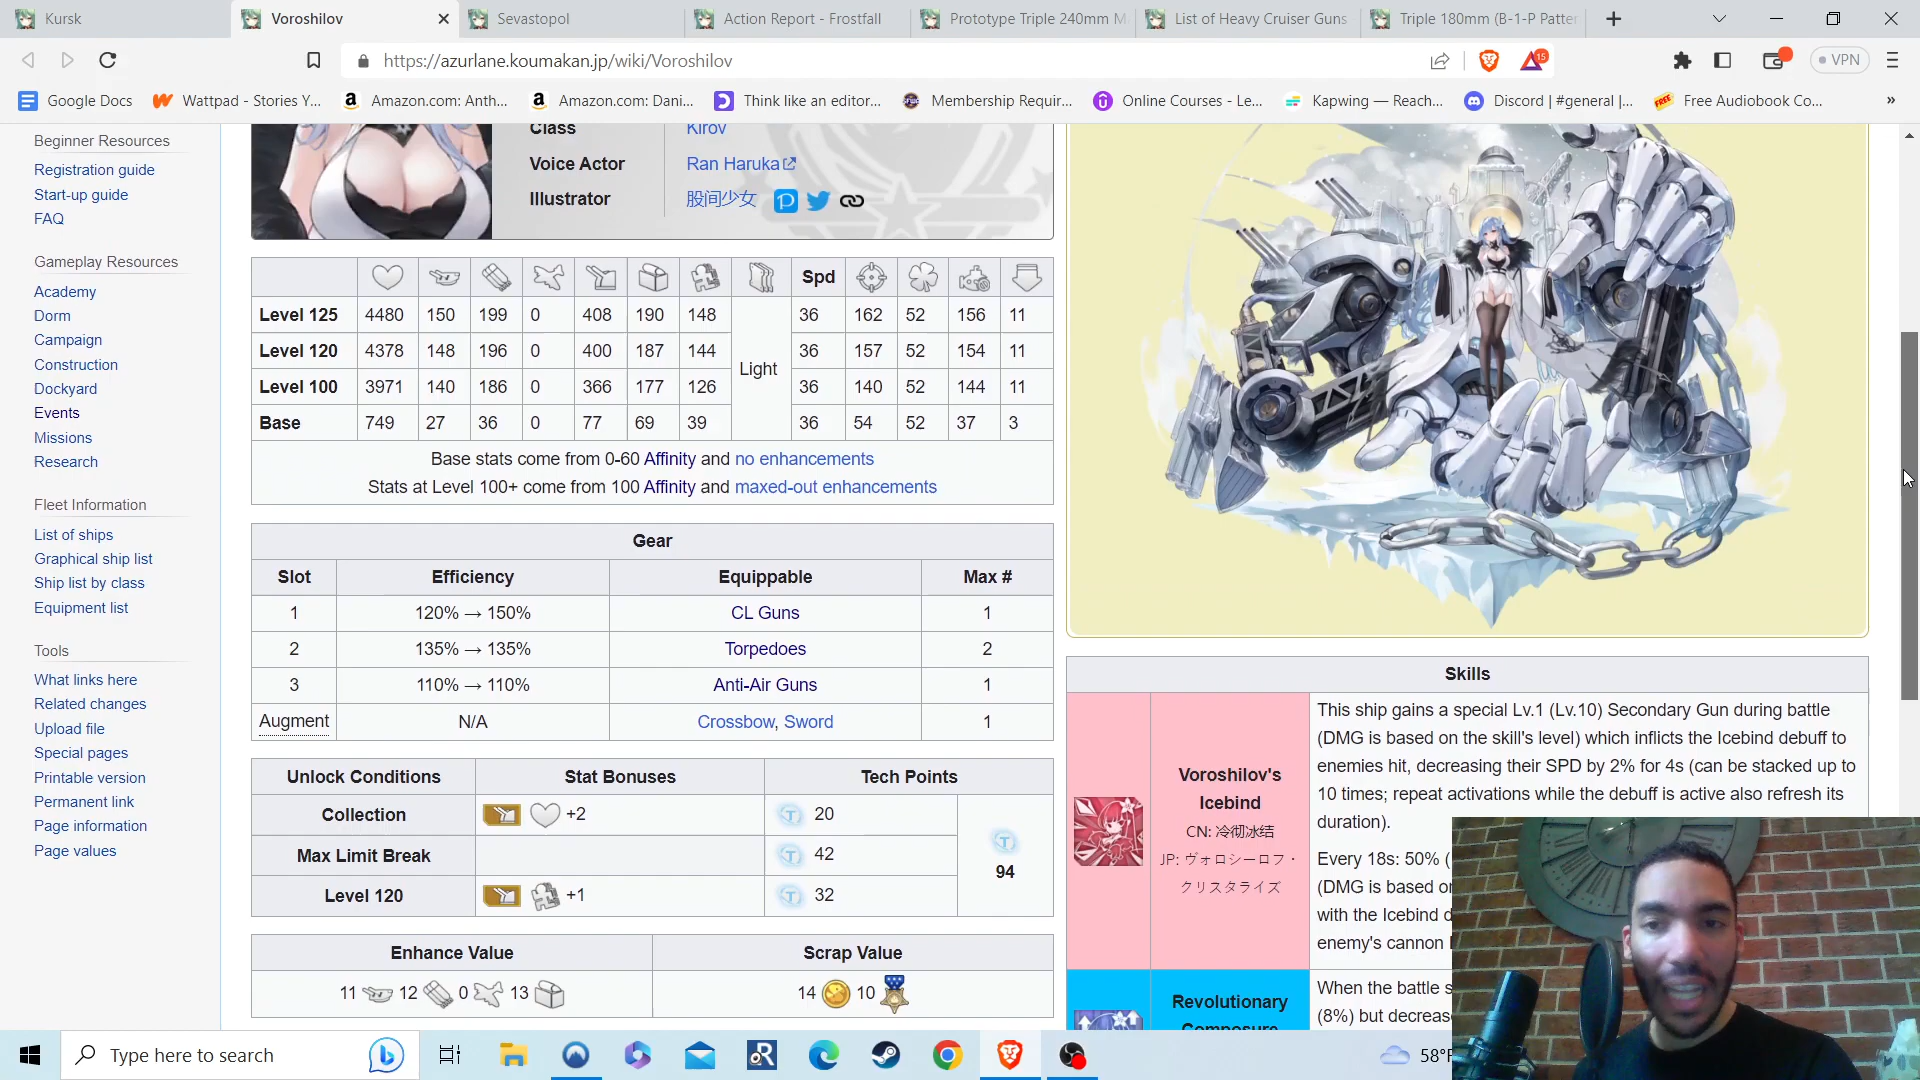 Kursk
Voroshilov
Sevastopol
Action Report - Frostfall
Prototype Triple 240mm M
List of Heavy Cruiser Guns
Triple 180mm (B-1-P Patter
https://azurlane.koumakan.jp/wiki/Voroshilov
15
VPN
Google Docs
Wattpad - Stories Y...
Amazon.com: Anth...
Amazon.com: Dani...
Think like an editor...
Membership Requir...
Online Courses - Le...
Kapwing — Reach...
Discord | #general |...
Free Audiobook Co...
»
Beginner Resources
Registration guide
Start-up guide
FAQ
Gameplay Resources
Academy
Dorm
Campaign
Construction
Dockyard
Events
Missions
Research
Fleet Information
List of ships
Graphical ship list
Ship list by class
Equipment list
Tools
What links here
Related changes
Upload file
Special pages
Printable version
Permanent link
Page information
Page values
Class Kirov
Voice Actor Ran Haruka
Illustrator 股间少女
Spd
Level 125 4480 150 199 0 408 190 148 36 162 52 156 11
Level 120 4378 148 196 0 400 187 144 36 157 52 154 11
Light
Level 100 3971 140 186 0 366 177 126 36 140 52 144 11
Base 749 27 36 0 77 69 39 36 54 52 37 3
Base stats come from 0-60 Affinity and no enhancements
Stats at Level 100+ come from 100 Affinity and maxed-out enhancements
Gear
Slot Efficiency Equippable Max #
1 120% → 150% CL Guns 1
2 135% → 135% Torpedoes 2
3 110% → 110% Anti-Air Guns 1
Augment N/A Crossbow, Sword 1
Unlock Conditions Stat Bonuses Tech Points
Collection +2 20
Max Limit Break 42
94
Level 120 +1 32
Enhance Value Scrap Value
11 12 0 13 14 10
Skills
Voroshilov's
Icebind
CN: 冷彻冰结
JP: ヴォロシーロフ・
クリスタライズ
This ship gains a special Lv.1 (Lv.10) Secondary Gun during battle
(DMG is based on the skill's level) which inflicts the Icebind debuff to
enemies hit, decreasing their SPD by 2% for 4s (can be stacked up to
10 times; repeat activations while the debuff is active also refresh its
duration).
Every 18s: 50% (
(DMG is based or
with the Icebind d
enemy's cannon
Revolutionary
Composure
When the battle s
(8%) but decreas
Type here to search
58°F